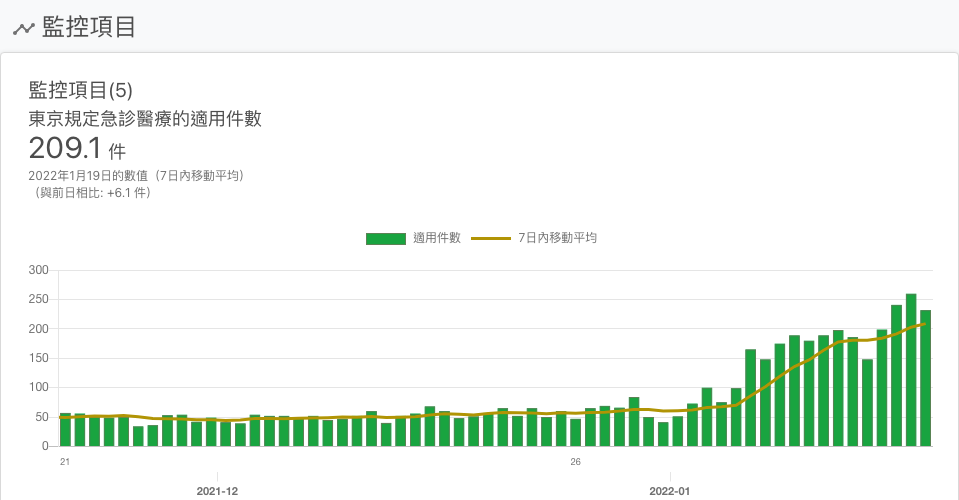 監控項目
監控項目(5)
東京規定急診醫療的適用件數
209.1 件
2022年1月19日的數值（7日內移動平均）
（與前日相比: +6.1 件）
適用件數 7日內移動平均
300
250
200
150
100
50
0
21 26
2021-12 2022-01